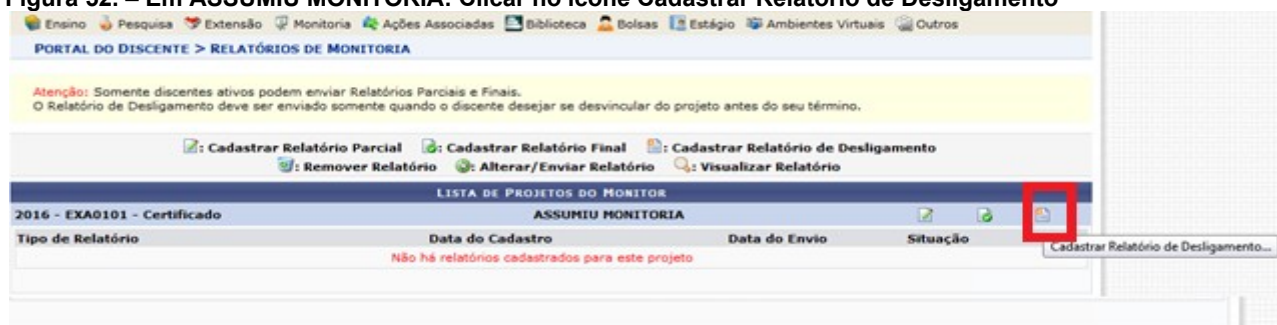 Figura 32. – Em ASSUMIU MONITORIA: Clicar no ícone Cadastrar Relatório de Desligamento
Ensino Pesquisa Extensão Monitoria Ações Associadas Biblioteca Bolsas Estágio Ambientes Virtuais Outros
PORTAL DO DISCENTE > RELATÓRIOS DE MONITORIA
Atenção: Somente discentes ativos podem enviar Relatórios Parciais e Finais.
O Relatório de Desligamento deve ser enviado somente quando o discente desejar se desvincular do projeto antes do seu término.
: Cadastrar Relatório Parcial : Cadastrar Relatório Final : Cadastrar Relatório de Desligamento
: Remover Relatório : Alterar/Enviar Relatório : Visualizar Relatório
LISTA DE PROJETOS DO MONITOR
2016 - EXA0101 - Certificado ASSUMIU MONITORIA
Tipo de Relatório Data do Cadastro Data do Envio Situação
Cadastrar Relatório de Desligamento...
Não há relatórios cadastrados para este projeto